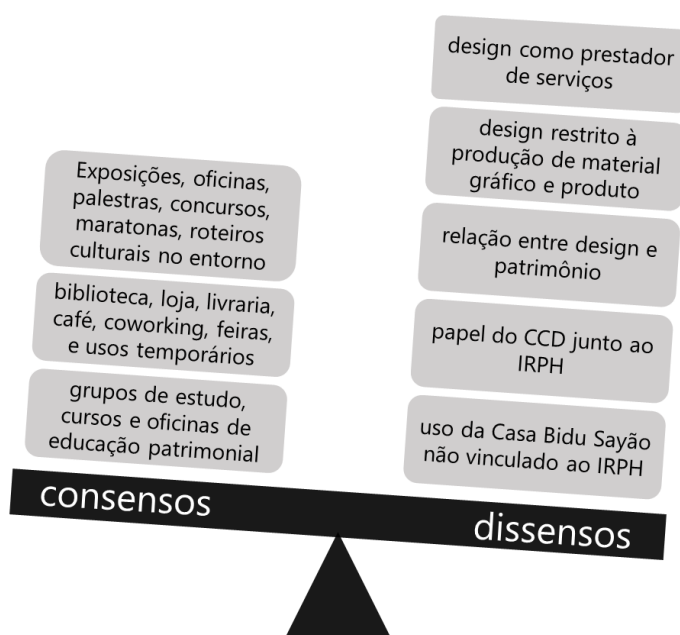 Exposições, oficinas,
palestras, concursos,
maratonas, roteiros
culturais no entorno
biblioteca, loja, livraria,
café, coworking, feiras,
e usos temporários
grupos de estudo,
cursos e oficinas de
educação patrimonial
consensos
design como prestador
de serviços
design restrito à
produção de material
gráfico e produto
relação entre design e
patrimônio
papel do CCD junto ao
IRPH
uso da Casa Bidu Sayão
não vinculado ao IRPH
dissensos